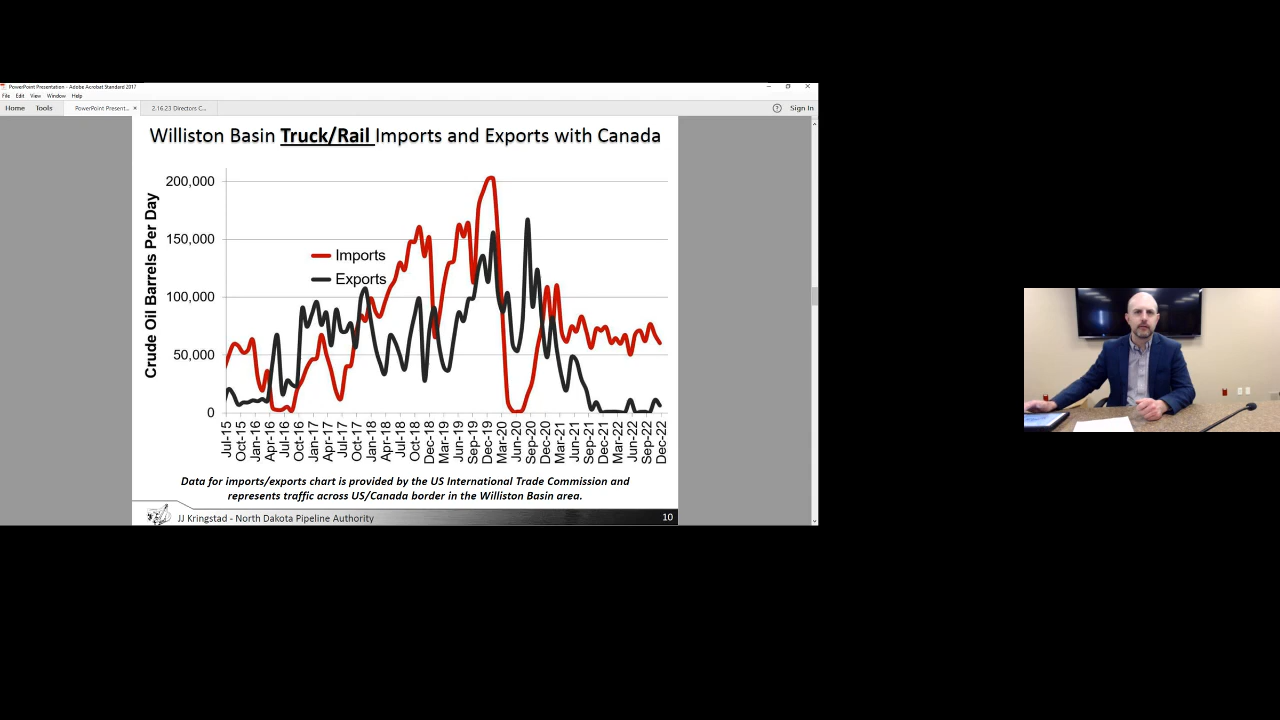 PowerPoint Presentation - Adobe Acrobat Standard 2017
File Edit View Window Help
Home Tools PowerPoint Present... × 2.16.23 Directors C... ? Sign In
Williston Basin Truck/Rail Imports and Exports with Canada
Crude Oil Barrels Per Day
200,000
150,000
100,000
50,000
0
Imports
Exports
Jul-15
Oct-15
Jan-16
Apr-16
Jul-16
Oct-16
Jan-17
Apr-17
Jul-17
Oct-17
Jan-18
Apr-18
Jul-18
Oct-18
Dec-18
Mar-19
Jun-19
Sep-19
Dec-19
Mar-20
Jun-20
Sep-20
Dec-20
Mar-21
Jun-21
Sep-21
Dec-21
Mar-22
Jun-22
Sep-22
Dec-22
Data for imports/exports chart is provided by the US International Trade Commission and
represents traffic across US/Canada border in the Williston Basin area.
JJ Kringstad - North Dakota Pipeline Authority 10